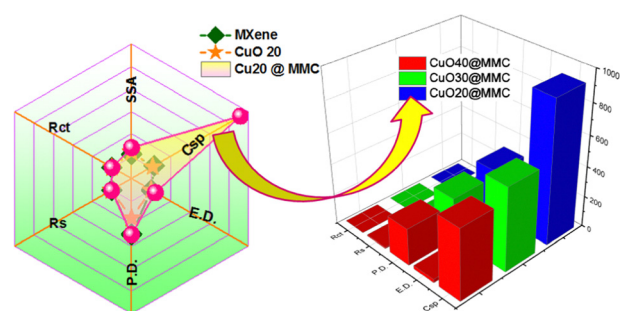 MXene
CuO 20
Cu20 @ MMC
SSA
Rct
Csp
Rs
E.D.
P.D.
CuO40@MMC
CuO30@MMC
CuO20@MMC
1000
800
600
400
200
0
Rct
Rs
P.D.
E.D.
Csp